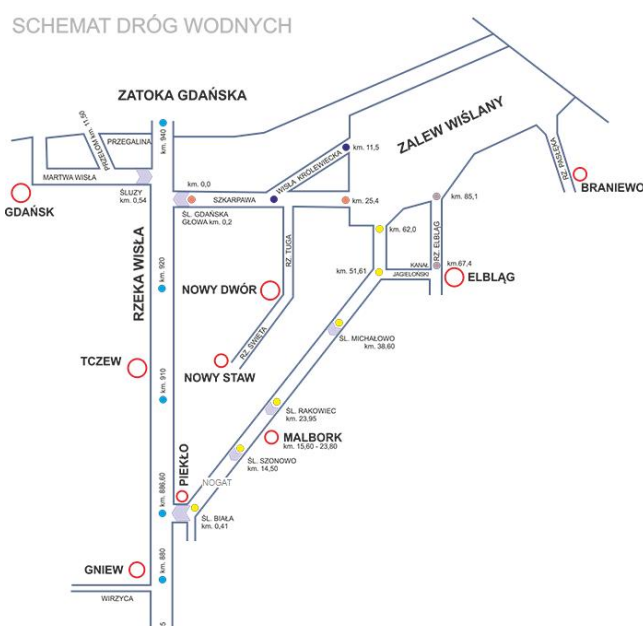 SCHEMAT DRÓG WODNYCH
ZATOKA GDAŃSKA
km. 940
PRZEŁOM km. 11,50
PRZEGALINA
MARTWA WISŁA
GDAŃSK
ŚLUZY
km. 0,54
km. 0,0
SZKARPAWA
ŚL. GDAŃSKA
GŁOWA km. 0,2
WISŁA KRÓLEWIECKA
km. 11,5
ZALEW WIŚLANY
RZ. PASŁĘKA
BRANIEWO
km. 25,4
km. 85,1
km. 62,0
RZ. ELBLĄG
RZEKA WISŁA
km. 920
RZ. TUGA
NOWY DWÓR
km. 51,61
KANAŁ
JAGIELOŃSKI
km.67,4
ELBLĄG
RZ. ŚWIĘTA
ŚL. MICHAŁOWO
km. 38,60
TCZEW
NOWY STAW
km. 910
ŚL. RAKOWIEC
km. 23,95
MALBORK
km. 15,60 - 23,80
ŚL. SZONOWO
km. 14,50
PIEKŁO
NOGAT
km. 886,60
ŚL. BIAŁA
km. 0,41
GNIEW
km. 880
WIRZYCA